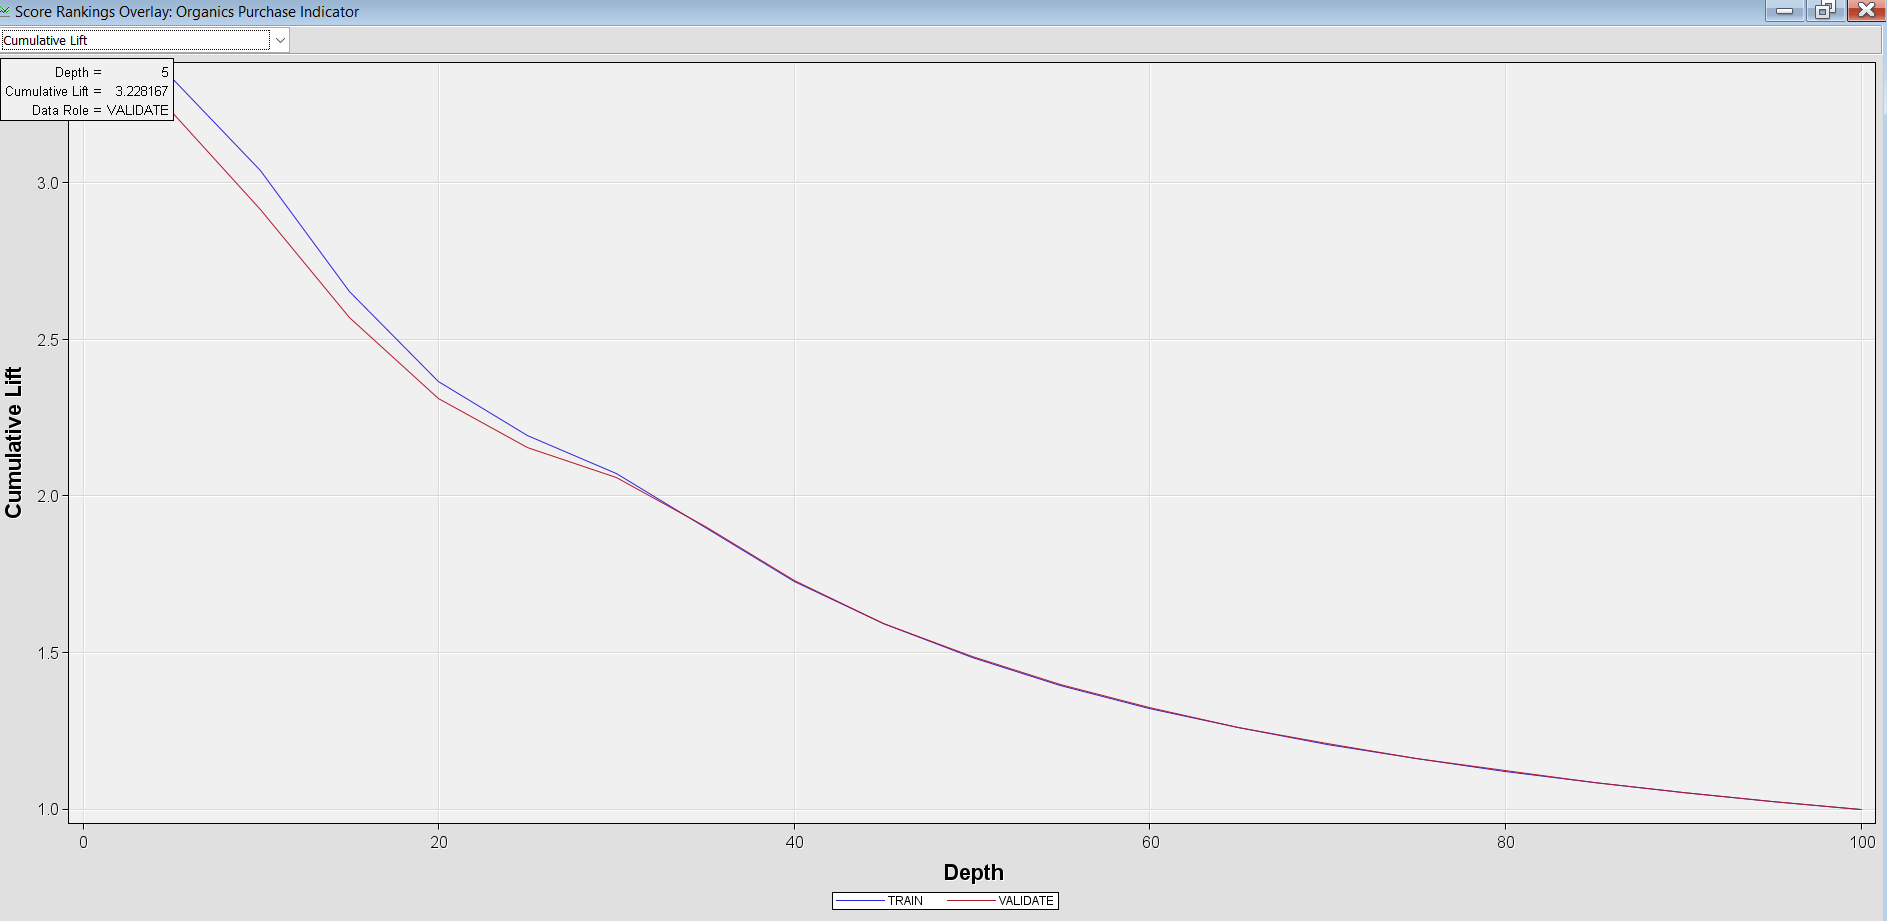 Score Rankings Overlay: Organics Purchase Indicator
Cumulative Lift
Depth = 5
Cumulative Lift = 3.228167
Data Role = VALIDATE
3.0
2.5
2.0
1.5
1.0
Cumulative Lift
0 20 40 60 80 100
Depth
TRAIN VALIDATE